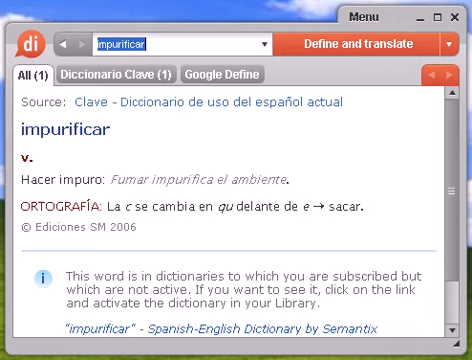 Menu
di
impurificar
Define and translate
All (1)
Diccionario Clave (1)
Google Define
Source: Clave - Diccionario de uso del español actual
impurificar
v.
Hacer impuro: Fumar impurifica el ambiente.
ORTOGRAFÍA: La c se cambia en qu delante de e → sacar.
© Ediciones SM 2006
i
This word is in dictionaries to which you are subscribed but
which are not active. If you want to see it, click on the link
and activate the dictionary in your Library.
"impurificar" - Spanish-English Dictionary by Semantix